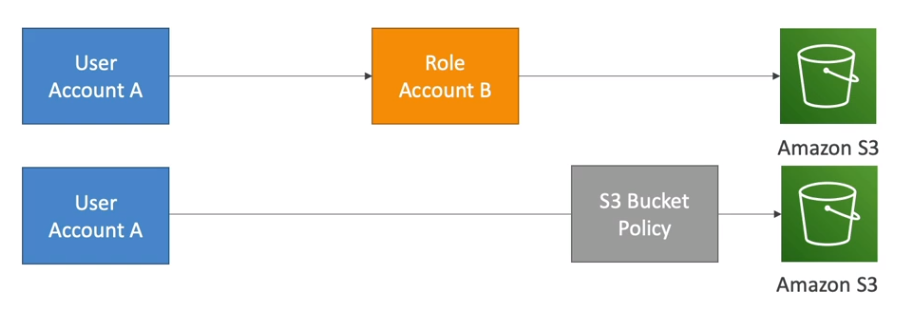 User
Account A
Role
Account B
Amazon S3
User
Account A
S3 Bucket
Policy
Amazon S3